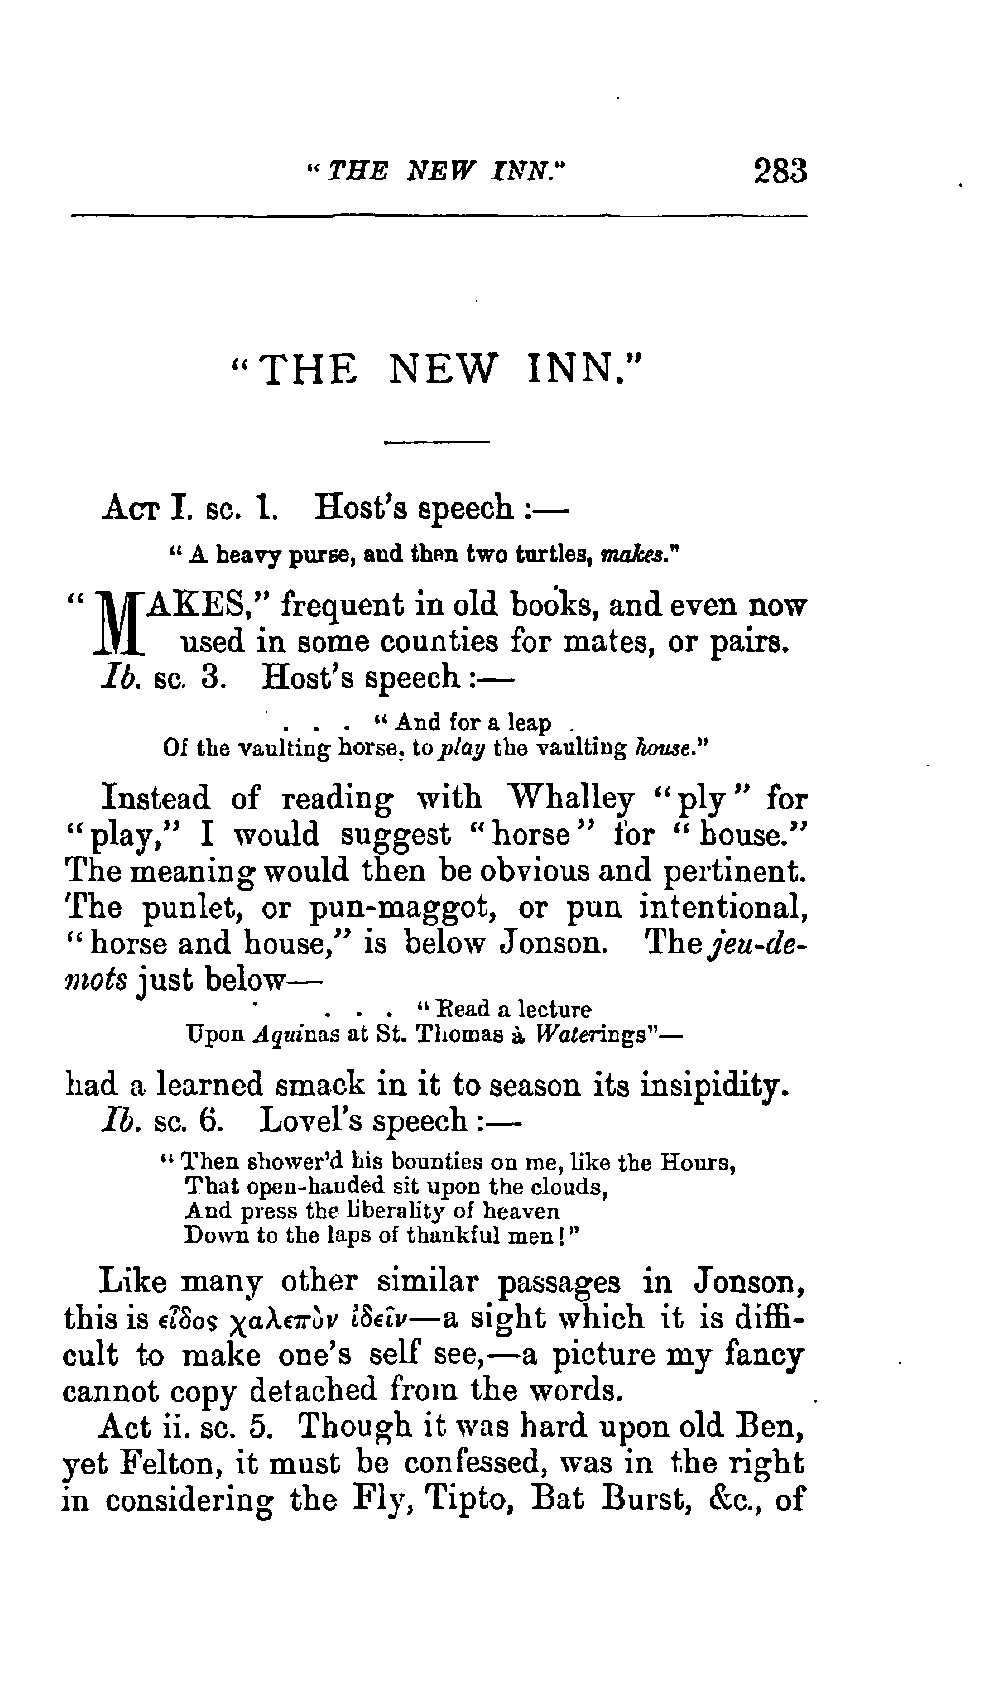 "THE NEW INN." 283
"THE NEW INN."
ACT I. sc. 1. Host's speech :—
"A heavy purse, and then two turtles, makes."
"MAKES," frequent in old books, and even now
used in some counties for mates, or pairs.
Ib. sc. 3. Host's speech :—
. . . "And for a leap
Of the vaulting horse, to play the vaulting house."
Instead of reading with Whalley "ply" for
"play," I would suggest "horse" for "house."
The meaning would then be obvious and pertinent.
The punlet, or pun-maggot, or pun intentional,
"horse and house," is below Jonson. The jeu-de-
mots just below—
. . . "Read a lecture
Upon Aquinas at St. Thomas à Waterings"—
had a learned smack in it to season its insipidity.
Ib. sc. 6. Lovel's speech :—
"Then shower'd his bounties on me, like the Hours,
That open-handed sit upon the clouds,
And press the liberality of heaven
Down to the laps of thankful men!"
Like many other similar passages in Jonson,
this is εἶδος χαλεπὸν ἰδεῖν—a sight which it is diffi-
cult to make one's self see,—a picture my fancy
cannot copy detached from the words.
Act ii. sc. 5. Though it was hard upon old Ben,
yet Felton, it must be confessed, was in the right
in considering the Fly, Tipto, Bat Burst, &c., of